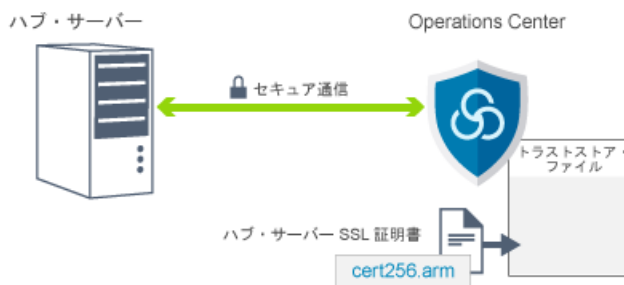 ハブ・サーバー
Operations Center
セキュア通信
トラストストア・
ファイル
ハブ・サーバー SSL 証明書
cert256.arm